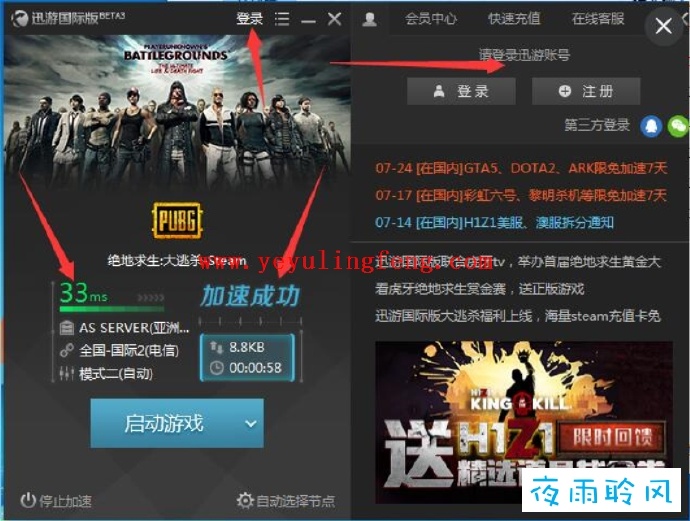 迅游国际版BETA3
登录
PLAYERUNKNOWN'S
BATTLEGROUNDS
THE ULTIMATE
LIFE & DEATH FIGHT
PUBG
绝地求生:大逃杀-Steam
33ms
加速成功
AS SERVER(亚洲...
全国-国际2(电信)
模式二(自动)
8.8KB
00:00:58
启动游戏
停止加速
自动选择节点
会员中心
快速充值
在线客服
请登录迅游账号
登录
注册
第三方登录
07-24 [在国内]GTA5、DOTA2、ARK限免加速7天
07-17 [在国内]彩虹六号、黎明杀机等限免加速7天
07-14 [在国内]H1Z1美服、澳服拆分通知
迅游国际版联合虎牙tv，举办首届绝地求生黄金大
看虎牙绝地求生赏金赛，送正版游戏
迅游国际版大逃杀福利上线，海量steam充值卡免
www.yeyulingfeng.com
KING OF THE KILL
送
H1Z1
限时回馈
夜雨聆风